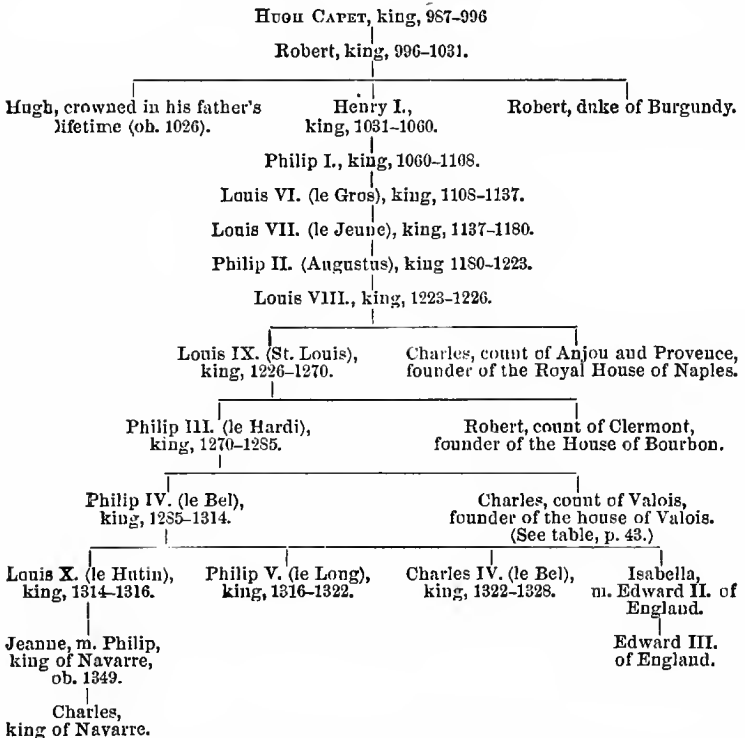 HUGH CAPET, king, 987–996
Robert, king, 996–1031.
Hugh, crowned in his father's
lifetime (ob. 1026).
Henry I.,
king, 1031–1060.
Robert, duke of Burgundy.
Philip I., king, 1060–1108.
Louis VI. (le Gros), king, 1108–1137.
Louis VII. (le Jeune), king, 1137–1180.
Philip II. (Augustus), king 1180–1223.
Louis VIII., king, 1223–1226.
Louis IX. (St. Louis),
king, 1226–1270.
Charles, count of Anjou and Provence,
founder of the Royal House of Naples.
Philip III. (le Hardi),
king, 1270–1285.
Robert, count of Clermont,
founder of the House of Bourbon.
Philip IV. (le Bel),
king, 1285–1314.
Charles, count of Valois,
founder of the house of Valois.
(See table, p. 43.)
Louis X. (le Hutin),
king, 1314–1316.
Philip V. (le Long),
king, 1316–1322.
Charles IV. (le Bel),
king, 1322–1328.
Isabella,
m. Edward II. of
England.
Jeanne, m. Philip,
king of Navarre,
ob. 1349.
Edward III.
of England.
Charles,
king of Navarre.